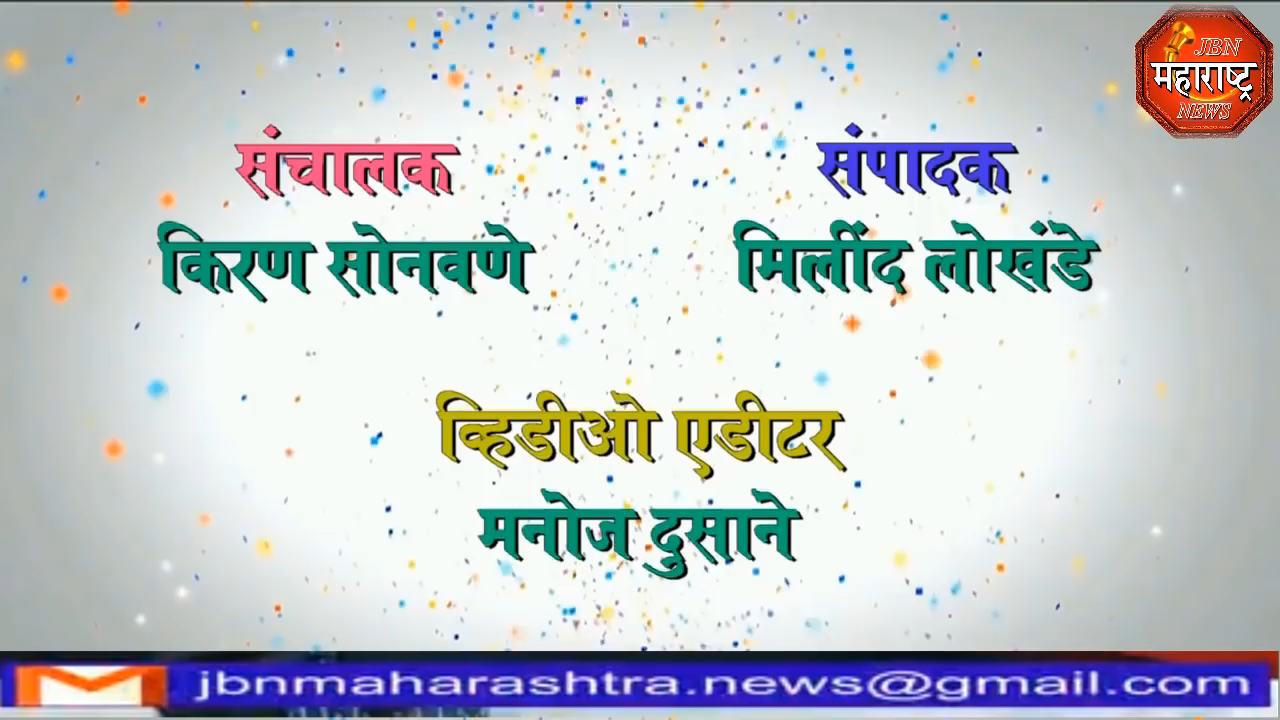 JBN
महाराष्ट्र
NEWS
संचालक
किरण सोनवणे
संपादक
मिलींद लोखंडे
व्हिडीओ एडीटर
मनोज दुसाने
jbnmaharashtra.news@gmail.com